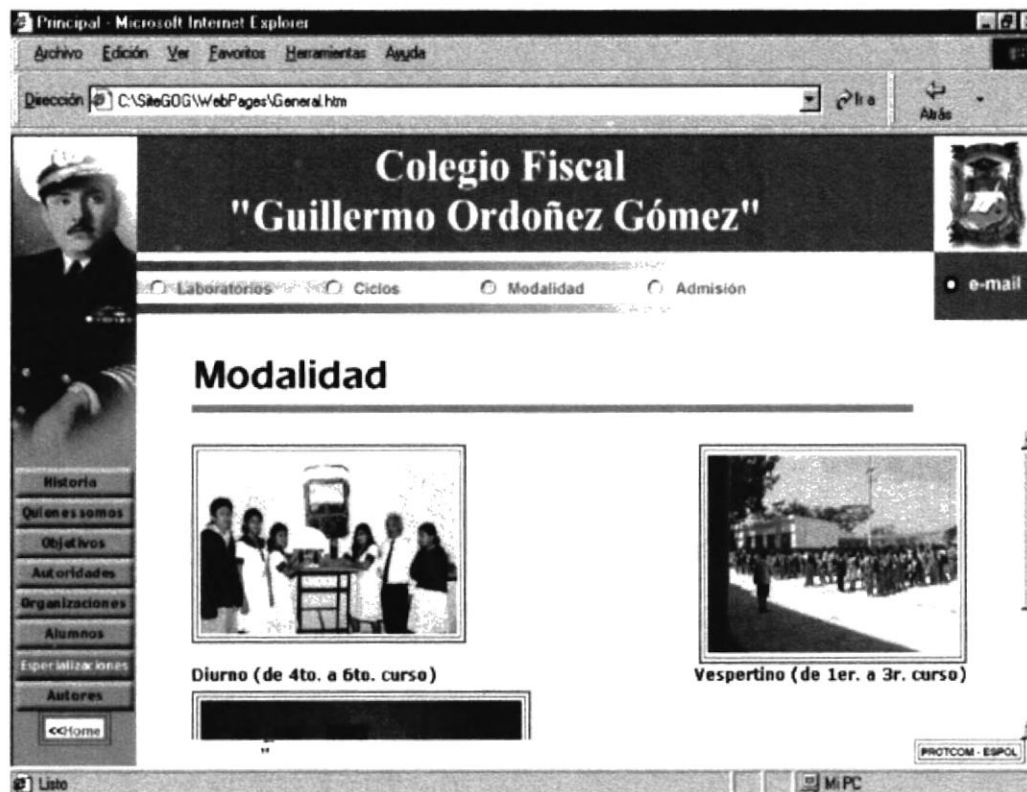 Principal - Microsoft Internet Explorer
Archivo Edición Ver Favoritos Herramientas Ayuda
Dirección C:\SiteGOG\WebPages\General.htm Ir a Atrás
Colegio Fiscal
"Guillermo Ordoñez Gómez"
Laboratorios Ciclos Modalidad Admisión
e-mail
Modalidad
Historia
Quienes somos
Objetivos
Autoridades
Organizaciones
Alumnos
Especializaciones
Autores
<<Home
Diurno (de 4to. a 6to. curso)
Vespertino (de 1er. a 3r. curso)
PROTCOM - ESPOL
Listo
Mi PC